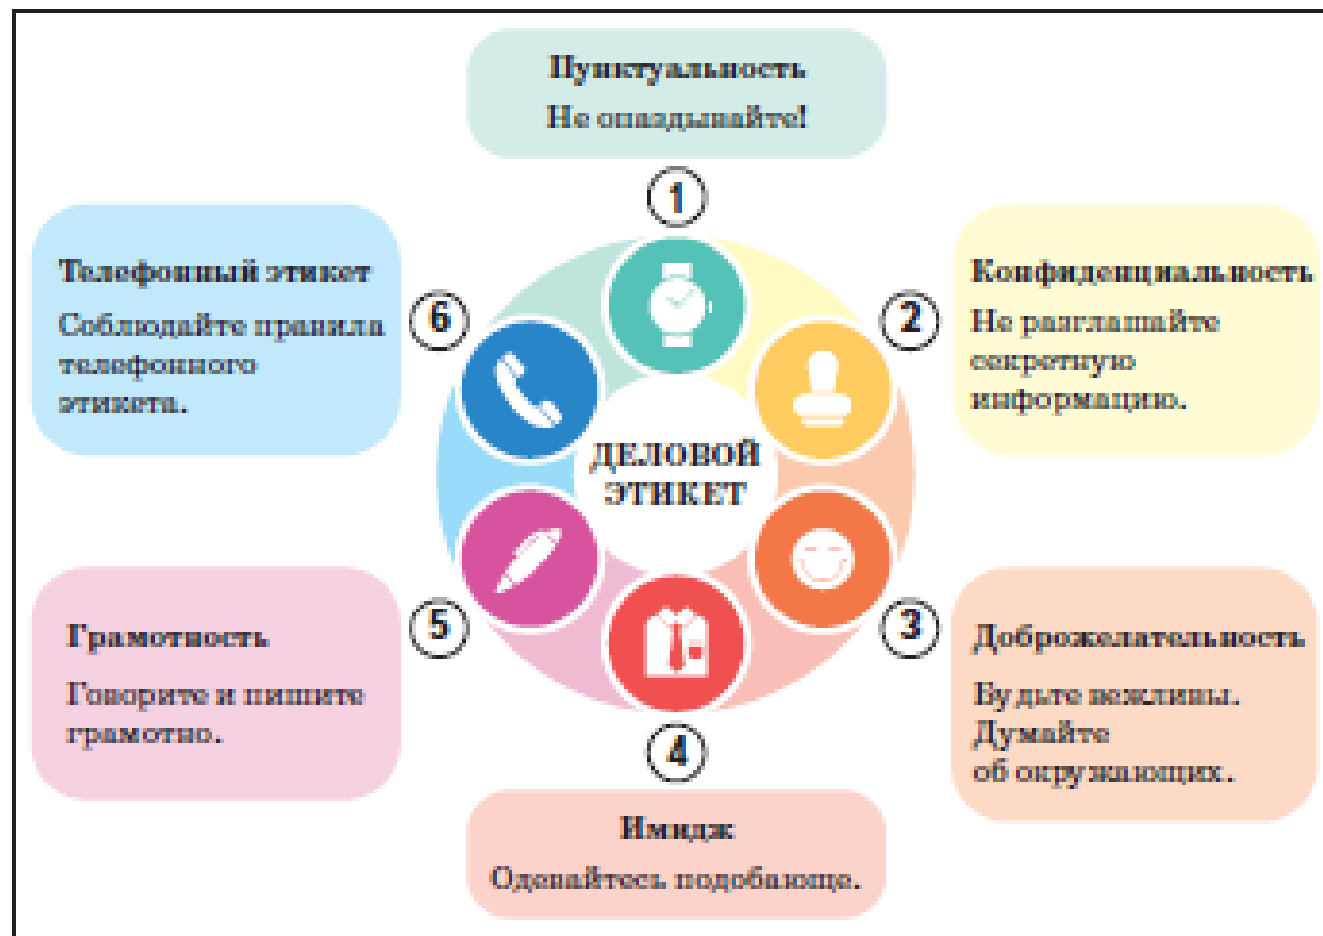 Пунктуальность
Не опаздывайте!
1
Конфиденциальность
Не разглашайте
секретную
информацию.
2
Доброжелательность
Будьте вежливы.
Думайте
об окружающих.
3
Имидж
Одевайтесь подобающе.
4
Грамотность
Говорите и пишите
грамотно.
5
Телефонный этикет
Соблюдайте правила
телефонного
этикета.
6
ДЕЛОВОЙ
ЭТИКЕТ